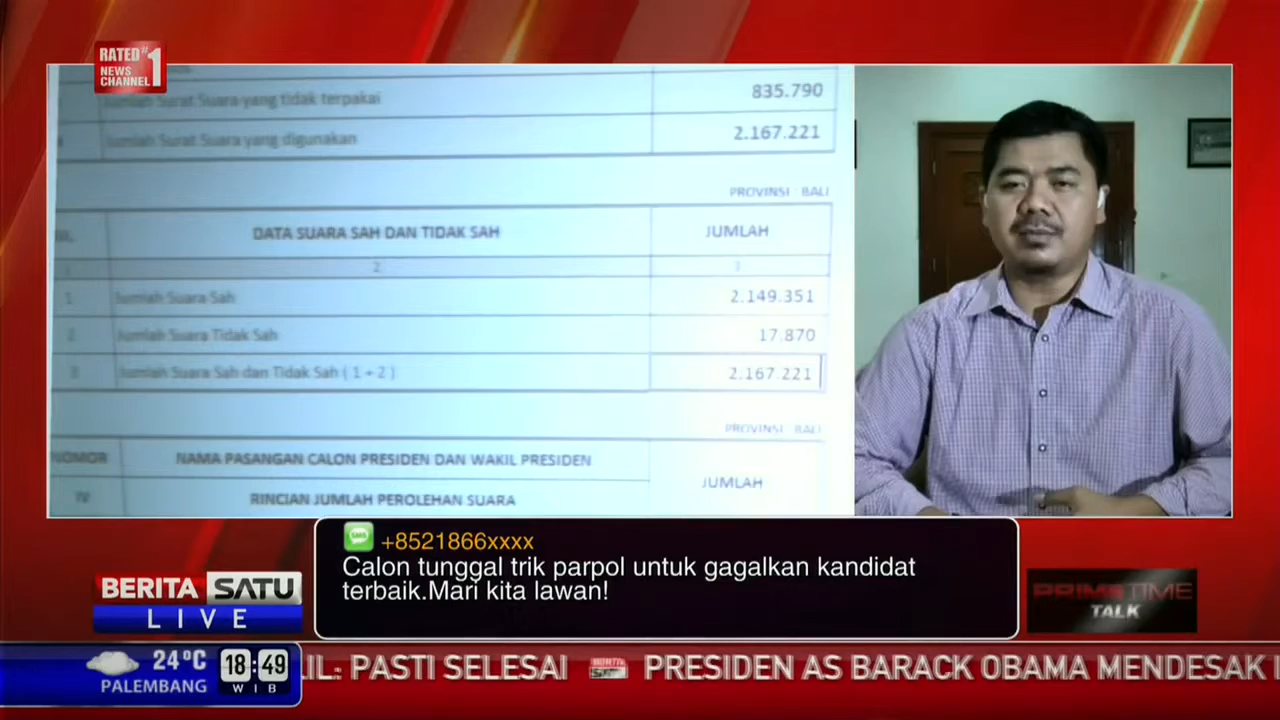 RATED #1
NEWS
CHANNEL
Jumlah Surat Suara yang tidak terpakai 835.790
Jumlah Surat Suara yang digunakan 2.167.221
PROVINSI : BALI
DATA SUARA SAH DAN TIDAK SAH JUMLAH
2
1 Jumlah Suara Sah 2.149.351
2 Jumlah Suara Tidak Sah 17.870
3 Jumlah Suara Sah dan Tidak Sah ( 1 + 2 ) 2.167.221
PROVINSI : BALI
NOMOR NAMA PASANGAN CALON PRESIDEN DAN WAKIL PRESIDEN JUMLAH
IV RINCIAN JUMLAH PEROLEHAN SUARA
+8521866xxxx
Calon tunggal trik parpol untuk gagalkan kandidat
terbaik.Mari kita lawan!
BERITA SATU
LIVE
PRIMETIME
TALK
24°C
PALEMBANG
18:49
WIB
IL: PASTI SELESAI BERITA SATU PRESIDEN AS BARACK OBAMA MENDESAK